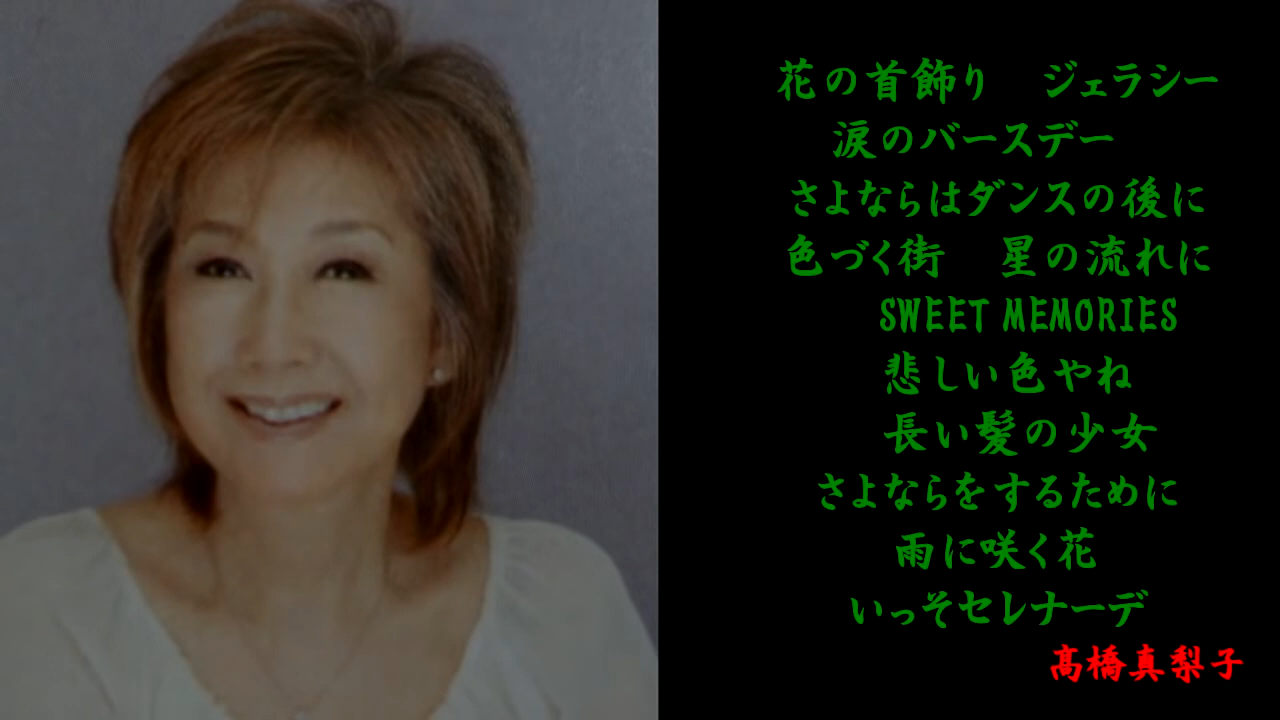 花の首飾り　ジェラシー
涙のバースデー
さよならはダンスの後に
色づく街　星の流れに
SWEET MEMORIES
悲しい色やね
長い髪の少女
さよならをするために
雨に咲く花
いっそセレナーデ
髙橋真梨子